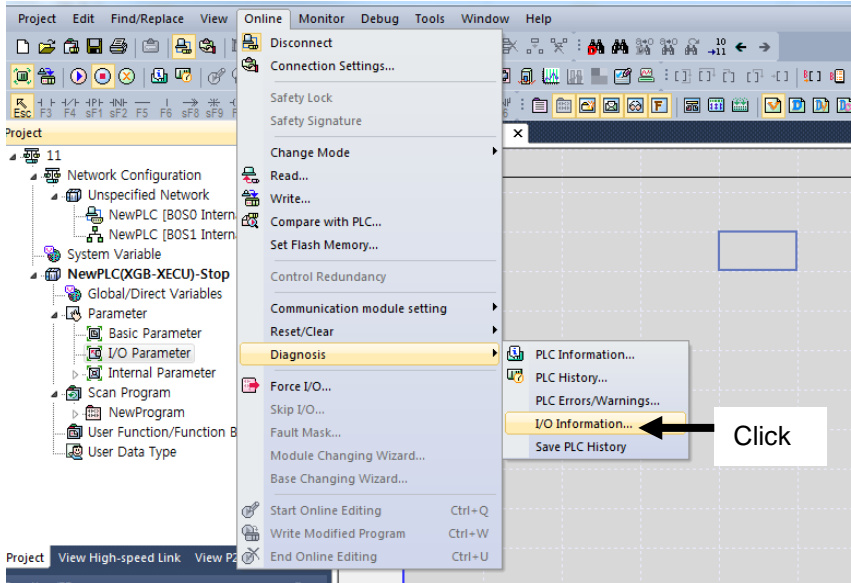 Project Edit Find/Replace View Online Monitor Debug Tools Window Help
Esc F3 F4 sF1 sF2 F5 F6 sF8 sF9
Project
11
Network Configuration
Unspecified Network
NewPLC [B0S0 Intern
NewPLC [B0S1 Intern
System Variable
NewPLC(XGB-XECU)-Stop
Global/Direct Variables
Parameter
Basic Parameter
I/O Parameter
Internal Parameter
Scan Program
NewProgram
User Function/Function B
User Data Type
Project View High-speed Link View P2
Disconnect
Connection Settings...
Safety Lock
Safety Signature
Change Mode
Read...
Write...
Compare with PLC...
Set Flash Memory...
Control Redundancy
Communication module setting
Reset/Clear
Diagnosis
Force I/O...
Skip I/O...
Fault Mask...
Module Changing Wizard...
Base Changing Wizard...
Start Online Editing Ctrl+Q
Write Modified Program Ctrl+W
End Online Editing Ctrl+U
PLC Information...
PLC History...
PLC Errors/Warnings...
I/O Information...
Save PLC History
Click